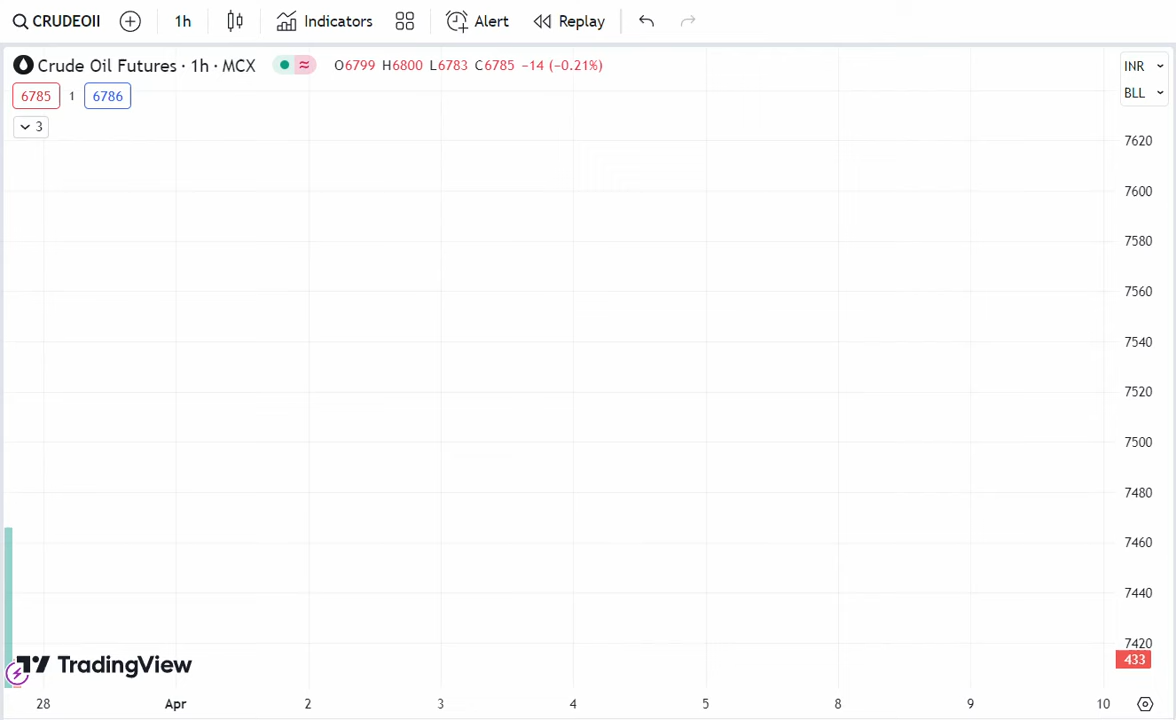 CRUDEOII 1h Indicators Alert Replay
Crude Oil Futures · 1h · MCX O6799 H6800 L6783 C6785 −14 (−0.21%) INR
6785 1 6786 BLL
3
7620
7600
7580
7560
7540
7520
7500
7480
7460
7440
7420
433
TradingView
28 Apr 2 3 4 5 8 9 10